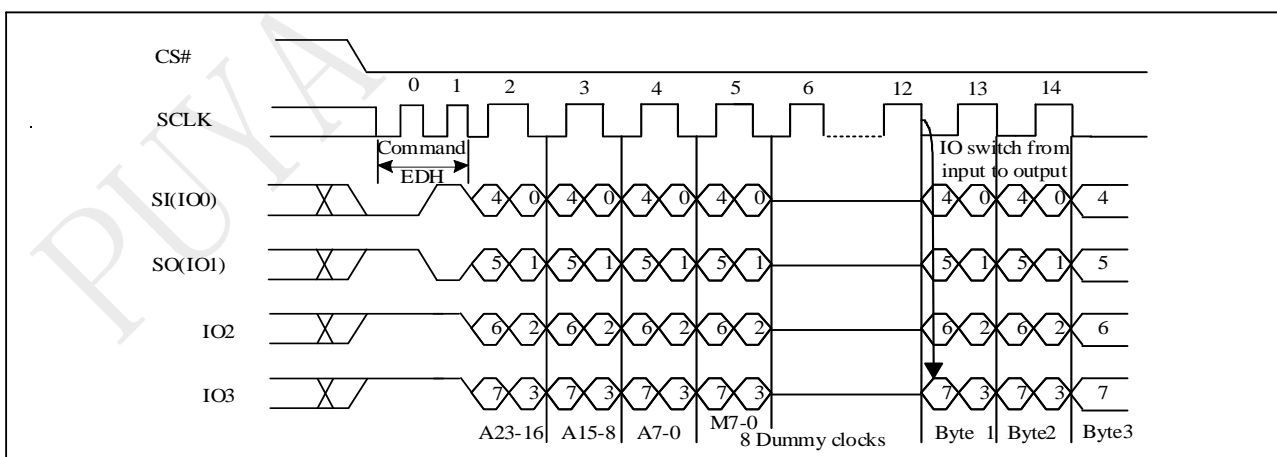 PUYA
CS#
0 1 2 3 4 5 6 12 13 14
SCLK
Command
EDH
IO switch from
input to output
SI(IO0) 4 0 4 0 4 0 4 0 4 0 4 0 4
SO(IO1) 5 1 5 1 5 1 5 1 5 1 5 1 5
IO2 6 2 6 2 6 2 6 2 6 2 6 2 6
IO3 7 3 7 3 7 3 7 3 7 3 7 3 7
A23-16 A15-8 A7-0 M7-0 8 Dummy clocks Byte 1 Byte2 Byte3